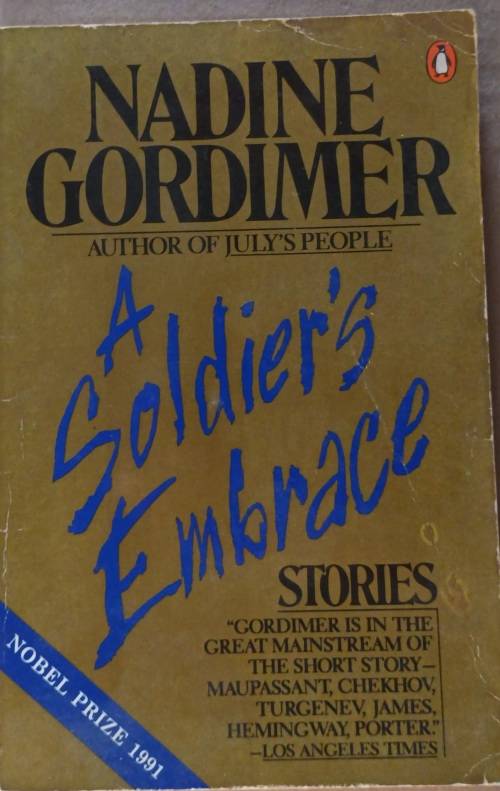 NADINE
GORDIMER
AUTHOR OF JULY'S PEOPLE
A
Soldier's
Embrace
STORIES
"GORDIMER IS IN THE
GREAT MAINSTREAM OF
THE SHORT STORY—
MAUPASSANT, CHEKHOV,
TURGENEV, JAMES,
HEMINGWAY, PORTER."
—LOS ANGELES TIMES
NOBEL PRIZE 1991